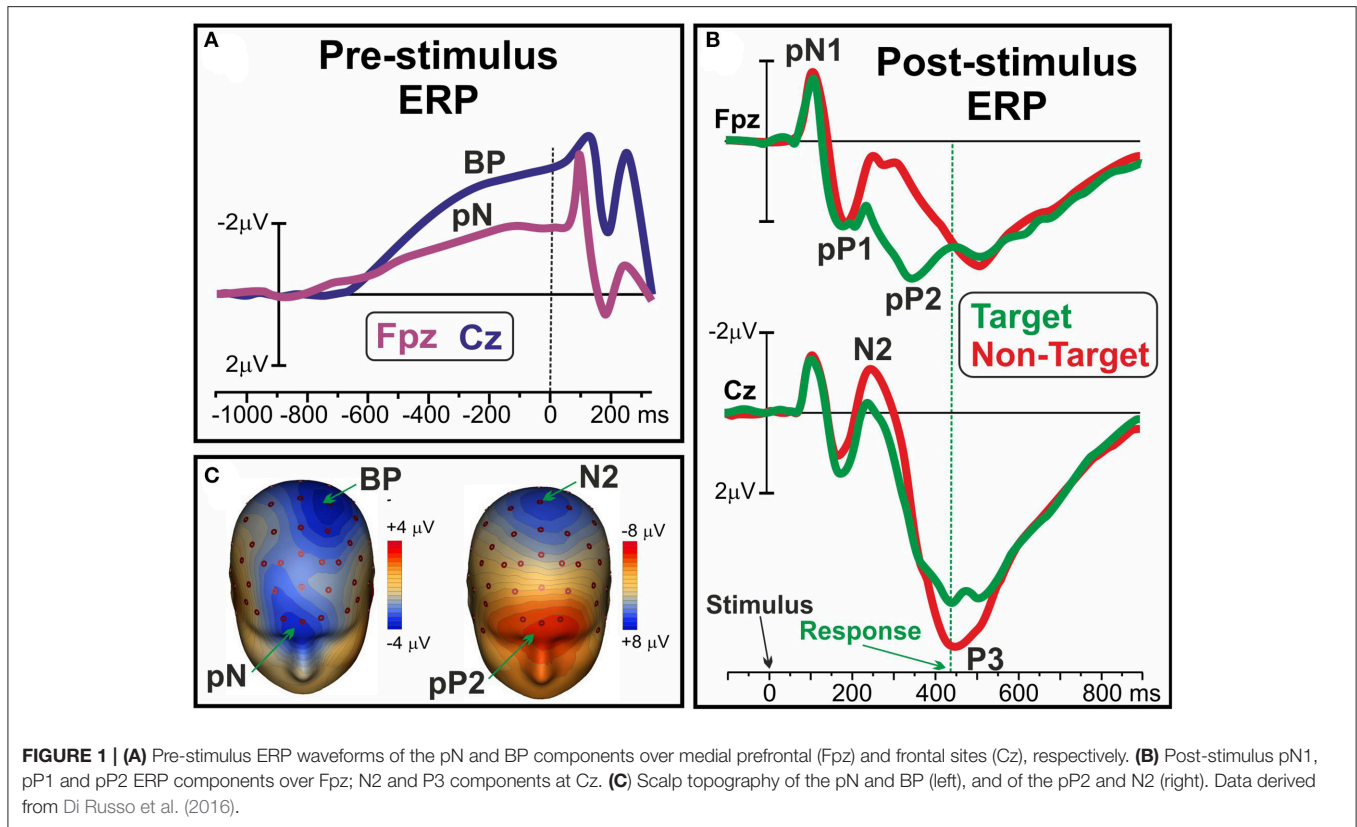 A
Pre-stimulus
ERP
BP
pN
-2µV
2µV
Fpz Cz
-1000 -800 -600 -400 -200 0 200 ms
B
pN1
Post-stimulus
ERP
Fpz
pP1
pP2
Target
Non-Target
-2µV
N2
Cz
2µV
Stimulus
Response
P3
0 200 400 600 800 ms
C
BP
-
+4 µV
-4 µV
pN
N2
-8 µV
+8 µV
pP2
FIGURE 1 | (A) Pre-stimulus ERP waveforms of the pN and BP components over medial prefrontal (Fpz) and frontal sites (Cz), respectively. (B) Post-stimulus pN1,
pP1 and pP2 ERP components over Fpz; N2 and P3 components at Cz. (C) Scalp topography of the pN and BP (left), and of the pP2 and N2 (right). Data derived
from Di Russo et al. (2016).